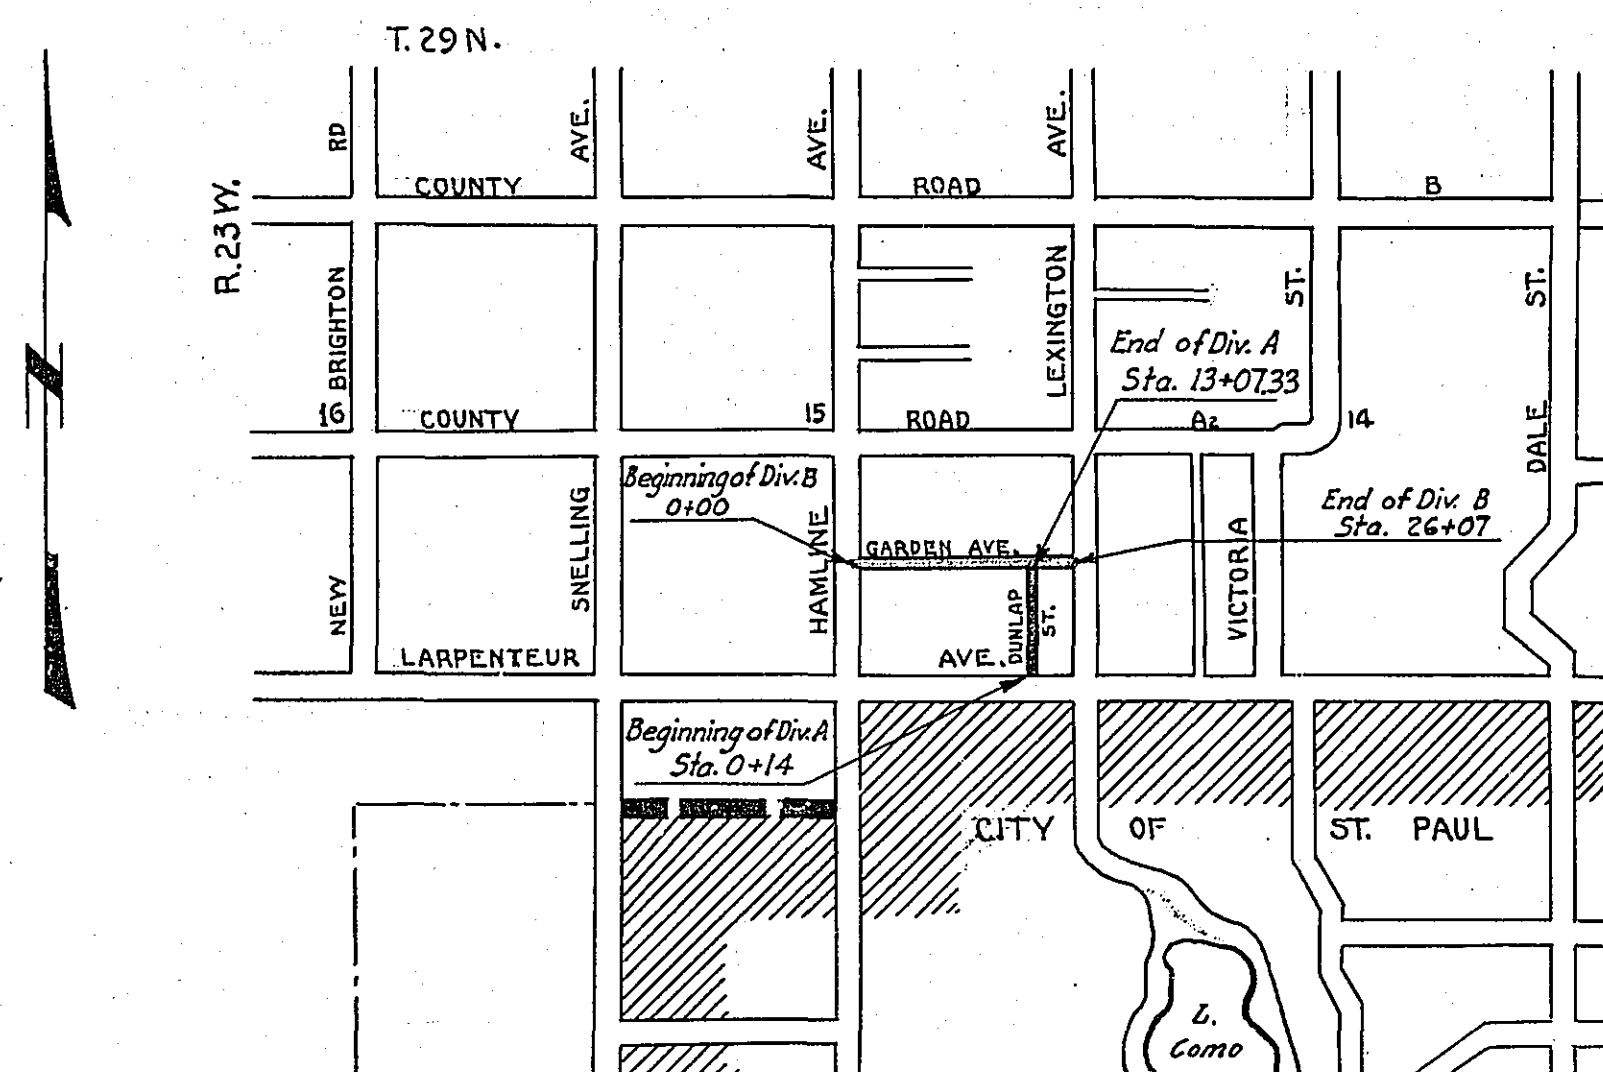 T. 29 N.
R. 23 W.
N
RD
AVE.
AVE.
AVE.
COUNTY ROAD B
BRIGHTON
LEXINGTON
ST.
ST.
End of Div. A
Sta. 13+07.33
16
15
14
COUNTY ROAD A2
DALE
Beginning of Div. B
0+00
End of Div. B
Sta. 26+07
GARDEN AVE.
NEW
SNELLING
HAMLINE
DUNLAP
ST.
VICTORIA
LARPENTEUR AVE.
Beginning of Div. A
Sta. 0+14
CITY OF ST. PAUL
L.
Como